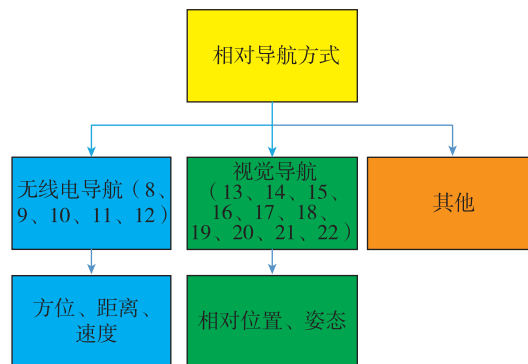 相对导航方式
无线电导航（8、
9、10、11、12）
视觉导航
（13、14、15、
16、17、18、
19、20、21、22）
其他
方位、距离、
速度
相对位置、姿态